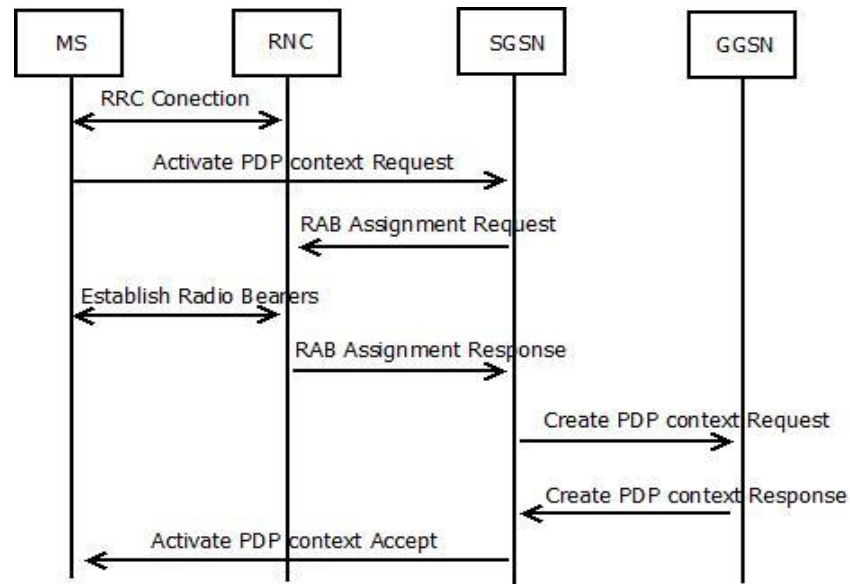 MS
RNC
SGSN
GGSN
RRC Conection
Activate PDP context Request
RAB Assignment Request
Establish Radio Bearers
RAB Assignment Response
Create PDP context Request
Create PDP context Response
Activate PDP context Accept